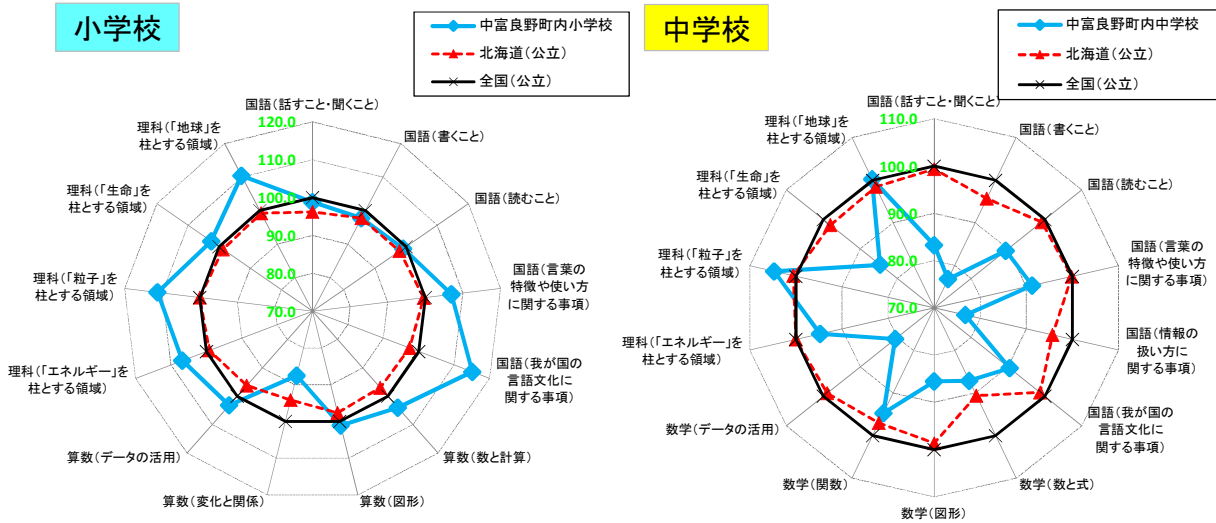 小学校
中富良野町内小学校
北海道(公立)
全国(公立)
国語(話すこと・聞くこと)
国語(書くこと)
国語(読むこと)
国語(言葉の
特徴や使い方
に関する事項)
国語(我が国の
言語文化に
関する事項)
算数(数と計算)
算数(図形)
算数(変化と関係)
算数(データの活用)
理科(「エネルギー」を
柱とする領域)
理科(「粒子」を
柱とする領域)
理科(「生命」を
柱とする領域)
理科(「地球」を
柱とする領域)
120.0
110.0
100.0
90.0
80.0
70.0
中学校
中富良野町内中学校
北海道(公立)
全国(公立)
国語(話すこと・聞くこと)
国語(書くこと)
国語(読むこと)
国語(言葉の
特徴や使い方
に関する事項)
国語(情報の
扱い方に
関する事項)
国語(我が国の
言語文化に
関する事項)
数学(数と式)
数学(図形)
数学(関数)
数学(データの活用)
理科(「エネルギー」を
柱とする領域)
理科(「粒子」を
柱とする領域)
理科(「生命」を
柱とする領域)
理科(「地球」を
柱とする領域)
110.0
100.0
90.0
80.0
70.0